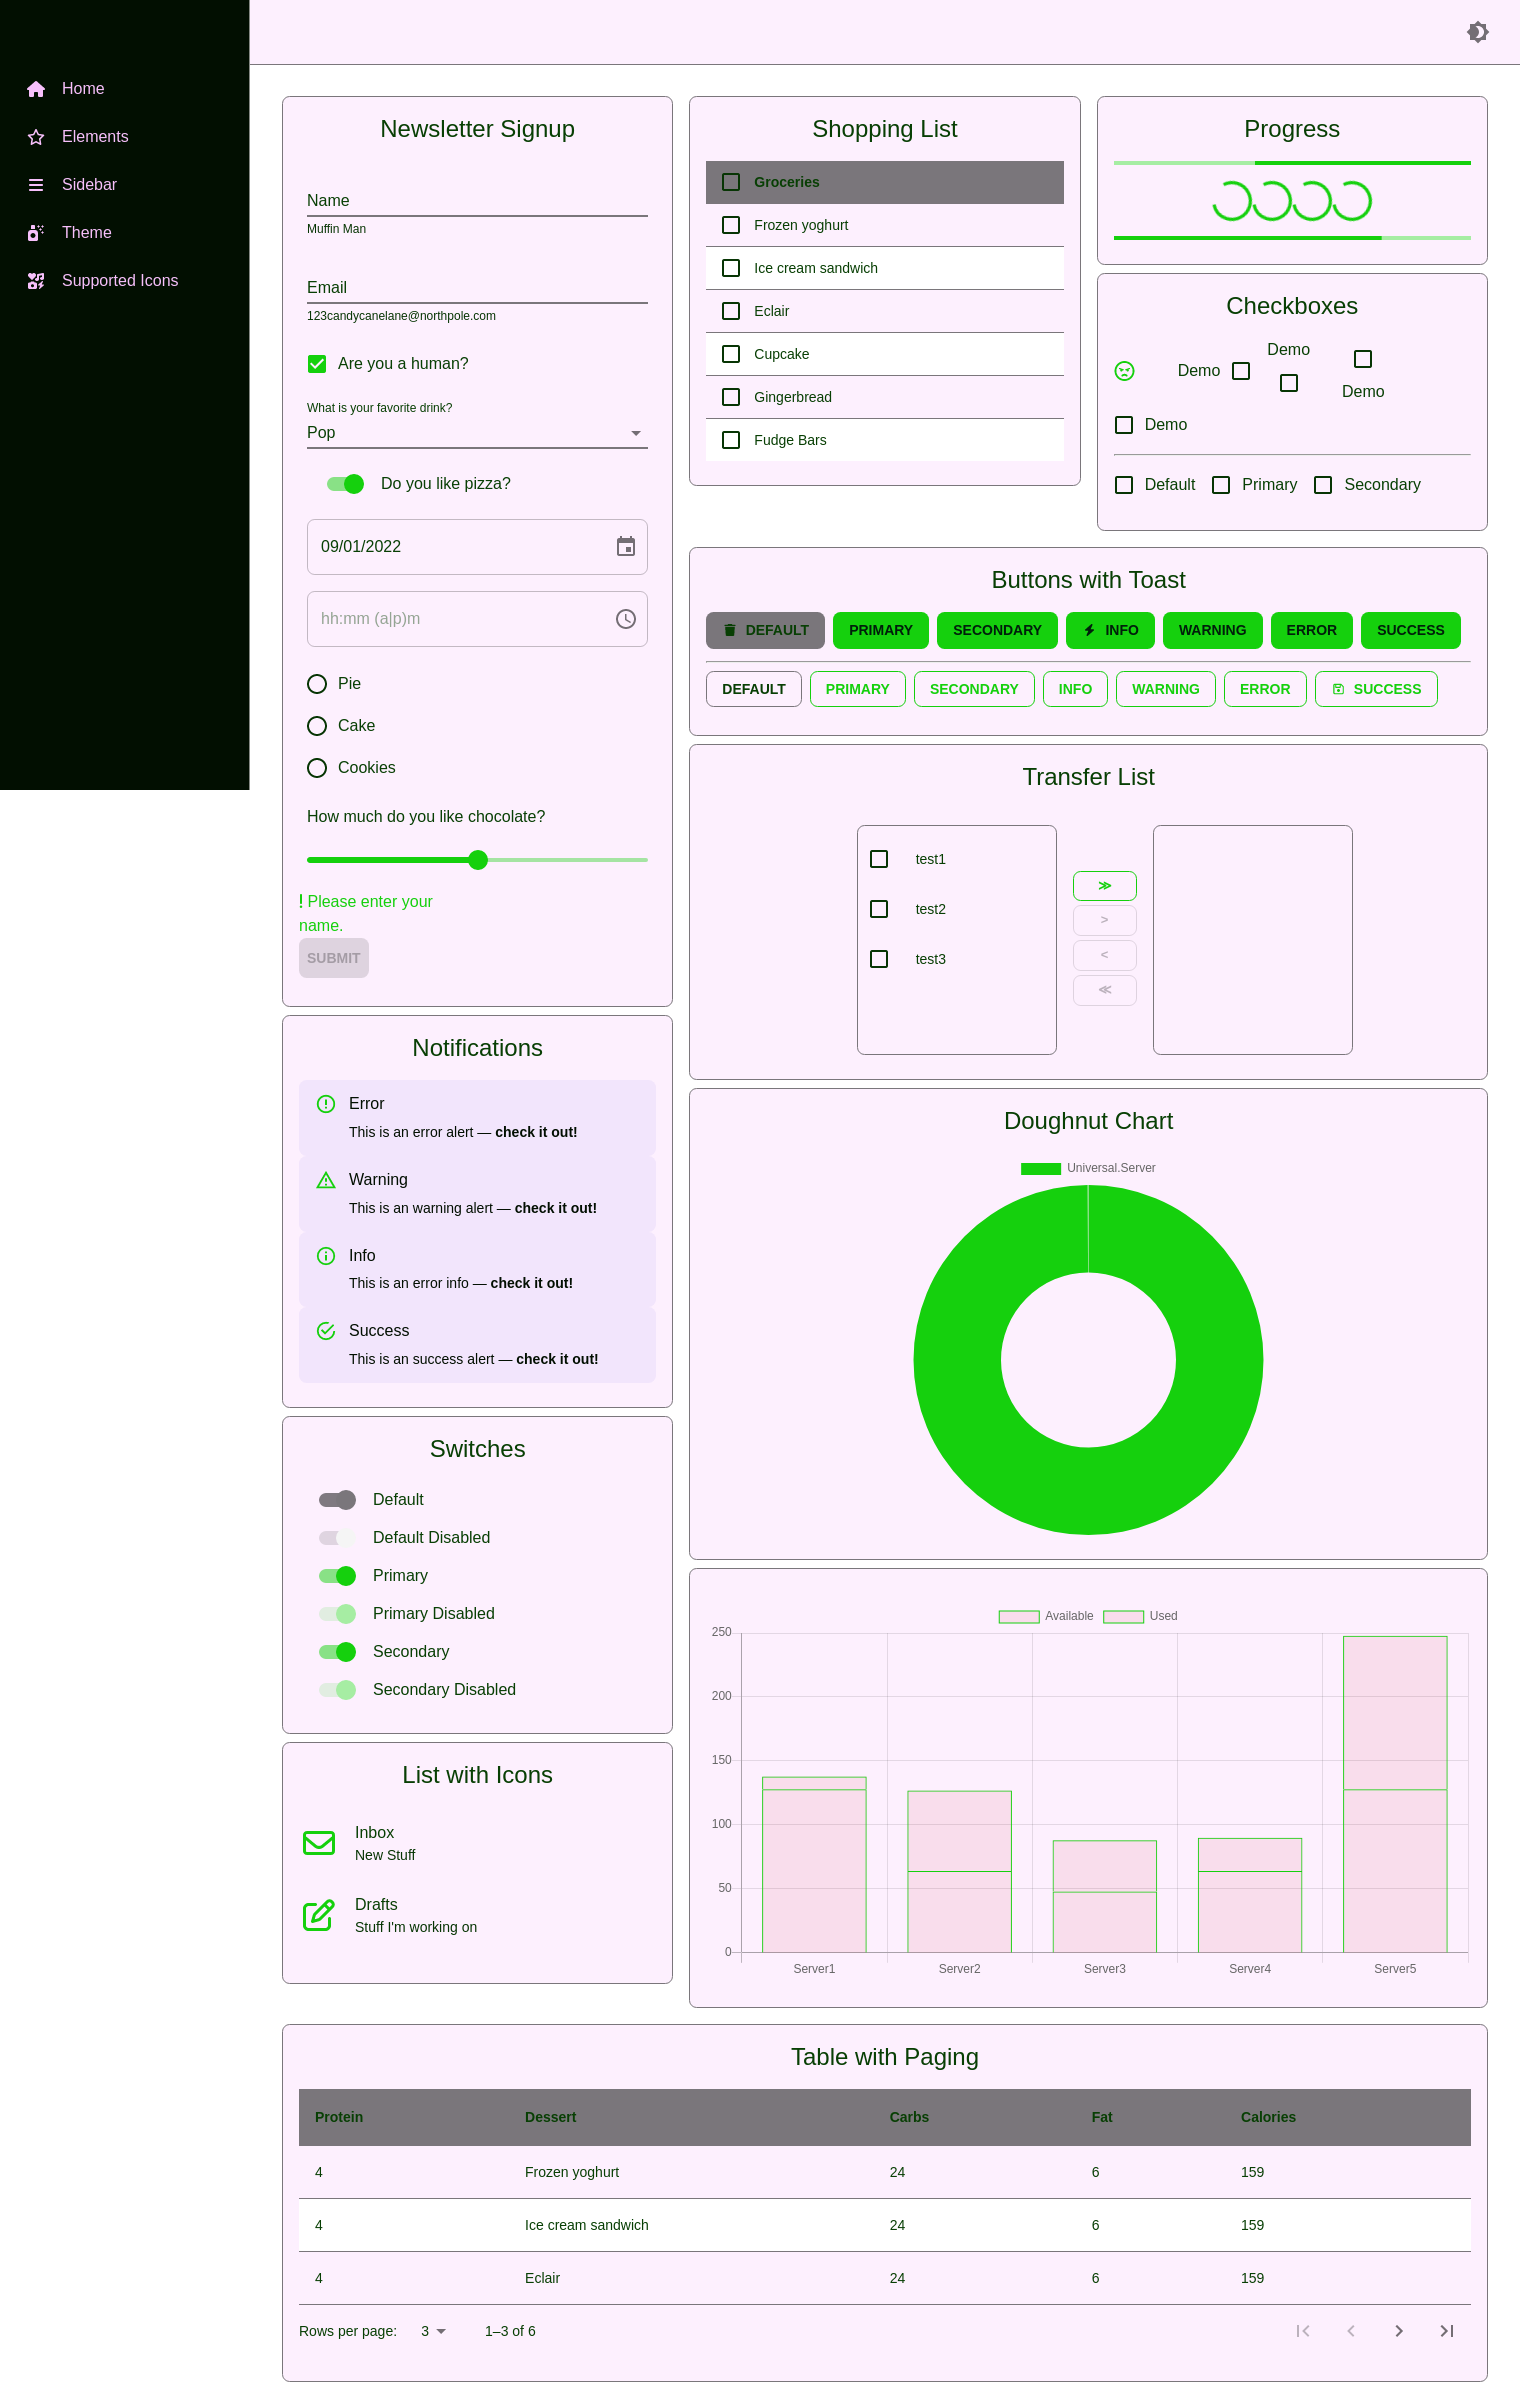 Home
Elements
Sidebar
Theme
Supported Icons
Newsletter Signup
Name
Muffin Man
Email
123candycanelane@northpole.com
Are you a human?
What is your favorite drink?
Pop
Do you like pizza?
09/01/2022
hh:mm (a|p)m
Pie
Cake
Cookies
How much do you like chocolate?
! Please enter your
name.
SUBMIT
Notifications
Error
This is an error alert — check it out!
Warning
This is an warning alert — check it out!
Info
This is an error info — check it out!
Success
This is an success alert — check it out!
Switches
Default
Default Disabled
Primary
Primary Disabled
Secondary
Secondary Disabled
List with Icons
Inbox
New Stuff
Drafts
Stuff I'm working on
Shopping List
Groceries
Frozen yoghurt
Ice cream sandwich
Eclair
Cupcake
Gingerbread
Fudge Bars
Progress
Checkboxes
Demo
Demo
Demo
Demo
Default Primary Secondary
Buttons with Toast
DEFAULT PRIMARY SECONDARY INFO WARNING ERROR SUCCESS
DEFAULT PRIMARY SECONDARY INFO WARNING ERROR SUCCESS
Transfer List
test1
test2
test3
≫
>
<
≪
Doughnut Chart
Universal.Server
Available Used
250
200
150
100
50
0
Server1 Server2 Server3 Server4 Server5
Table with Paging
Protein Dessert Carbs Fat Calories
4 Frozen yoghurt 24 6 159
4 Ice cream sandwich 24 6 159
4 Eclair 24 6 159
Rows per page: 3 1–3 of 6